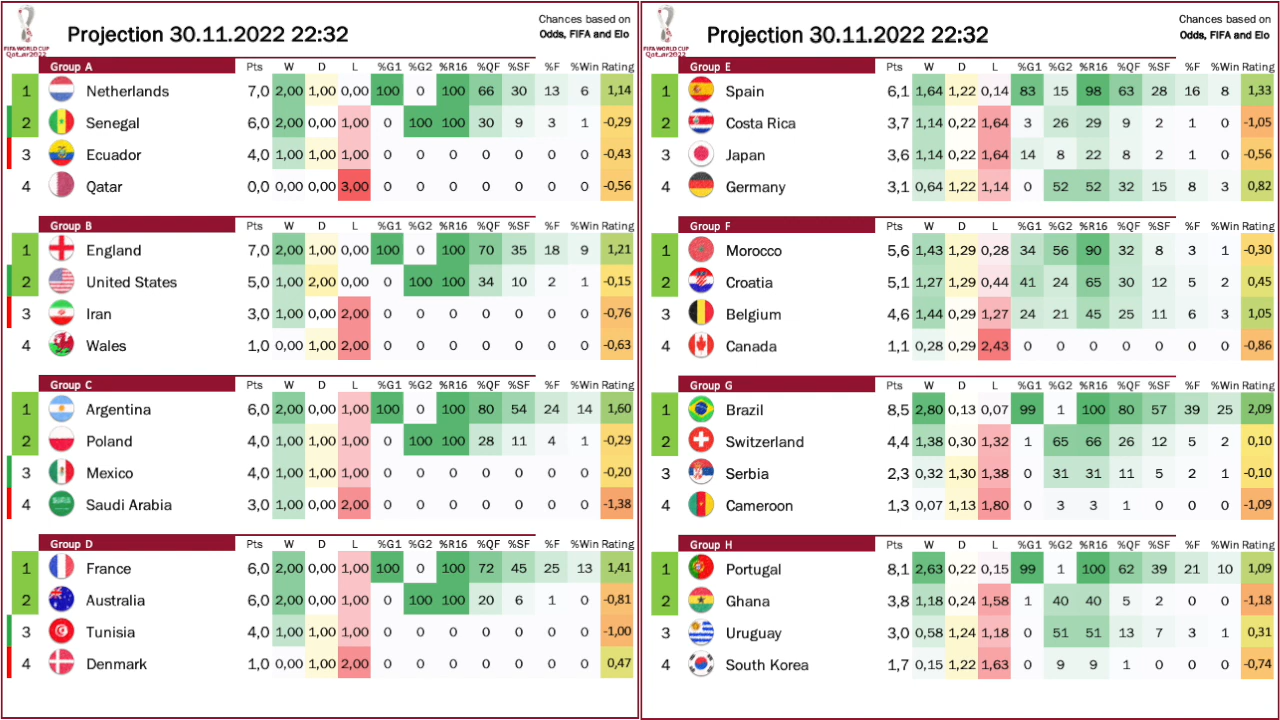 FIFA WORLD CUP
Qatar2022
Projection 30.11.2022 22:32
Chances based on
Odds, FIFA and Elo
Group A Pts W D L %G1 %G2 %R16 %QF %SF %F %Win Rating
1 Netherlands 7,0 2,00 1,00 0,00 100 0 100 66 30 13 6 1,14
2 Senegal 6,0 2,00 0,00 1,00 0 100 100 30 9 3 1 -0,29
3 Ecuador 4,0 1,00 1,00 1,00 0 0 0 0 0 0 0 -0,43
4 Qatar 0,0 0,00 0,00 3,00 0 0 0 0 0 0 0 -0,56
Group B Pts W D L %G1 %G2 %R16 %QF %SF %F %Win Rating
1 England 7,0 2,00 1,00 0,00 100 0 100 70 35 18 9 1,21
2 United States 5,0 1,00 2,00 0,00 0 100 100 34 10 2 1 -0,15
3 Iran 3,0 1,00 0,00 2,00 0 0 0 0 0 0 0 -0,76
4 Wales 1,0 0,00 1,00 2,00 0 0 0 0 0 0 0 -0,63
Group C Pts W D L %G1 %G2 %R16 %QF %SF %F %Win Rating
1 Argentina 6,0 2,00 0,00 1,00 100 0 100 80 54 24 14 1,60
2 Poland 4,0 1,00 1,00 1,00 0 100 100 28 11 4 1 -0,29
3 Mexico 4,0 1,00 1,00 1,00 0 0 0 0 0 0 0 -0,20
4 Saudi Arabia 3,0 1,00 0,00 2,00 0 0 0 0 0 0 0 -1,38
Group D Pts W D L %G1 %G2 %R16 %QF %SF %F %Win Rating
1 France 6,0 2,00 0,00 1,00 100 0 100 72 45 25 13 1,41
2 Australia 6,0 2,00 0,00 1,00 0 100 100 20 6 1 0 -0,81
3 Tunisia 4,0 1,00 1,00 1,00 0 0 0 0 0 0 0 -1,00
4 Denmark 1,0 0,00 1,00 2,00 0 0 0 0 0 0 0 0,47
FIFA WORLD CUP
Qatar2022
Projection 30.11.2022 22:32
Chances based on
Odds, FIFA and Elo
Group E Pts W D L %G1 %G2 %R16 %QF %SF %F %Win Rating
1 Spain 6,1 1,64 1,22 0,14 83 15 98 63 28 16 8 1,33
2 Costa Rica 3,7 1,14 0,22 1,64 3 26 29 9 2 1 0 -1,05
3 Japan 3,6 1,14 0,22 1,64 14 8 22 8 2 1 0 -0,56
4 Germany 3,1 0,64 1,22 1,14 0 52 52 32 15 8 3 0,82
Group F Pts W D L %G1 %G2 %R16 %QF %SF %F %Win Rating
1 Morocco 5,6 1,43 1,29 0,28 34 56 90 32 8 3 1 -0,30
2 Croatia 5,1 1,27 1,29 0,44 41 24 65 30 12 5 2 0,45
3 Belgium 4,6 1,44 0,29 1,27 24 21 45 25 11 6 3 1,05
4 Canada 1,1 0,28 0,29 2,43 0 0 0 0 0 0 0 -0,86
Group G Pts W D L %G1 %G2 %R16 %QF %SF %F %Win Rating
1 Brazil 8,5 2,80 0,13 0,07 99 1 100 80 57 39 25 2,09
2 Switzerland 4,4 1,38 0,30 1,32 1 65 66 26 12 5 2 0,10
3 Serbia 2,3 0,32 1,30 1,38 0 31 31 11 5 2 1 -0,10
4 Cameroon 1,3 0,07 1,13 1,80 0 3 3 1 0 0 0 -1,09
Group H Pts W D L %G1 %G2 %R16 %QF %SF %F %Win Rating
1 Portugal 8,1 2,63 0,22 0,15 99 1 100 62 39 21 10 1,09
2 Ghana 3,8 1,18 0,24 1,58 1 40 40 5 2 0 0 -1,18
3 Uruguay 3,0 0,58 1,24 1,18 0 51 51 13 7 3 1 0,31
4 South Korea 1,7 0,15 1,22 1,63 0 9 9 1 0 0 0 -0,74